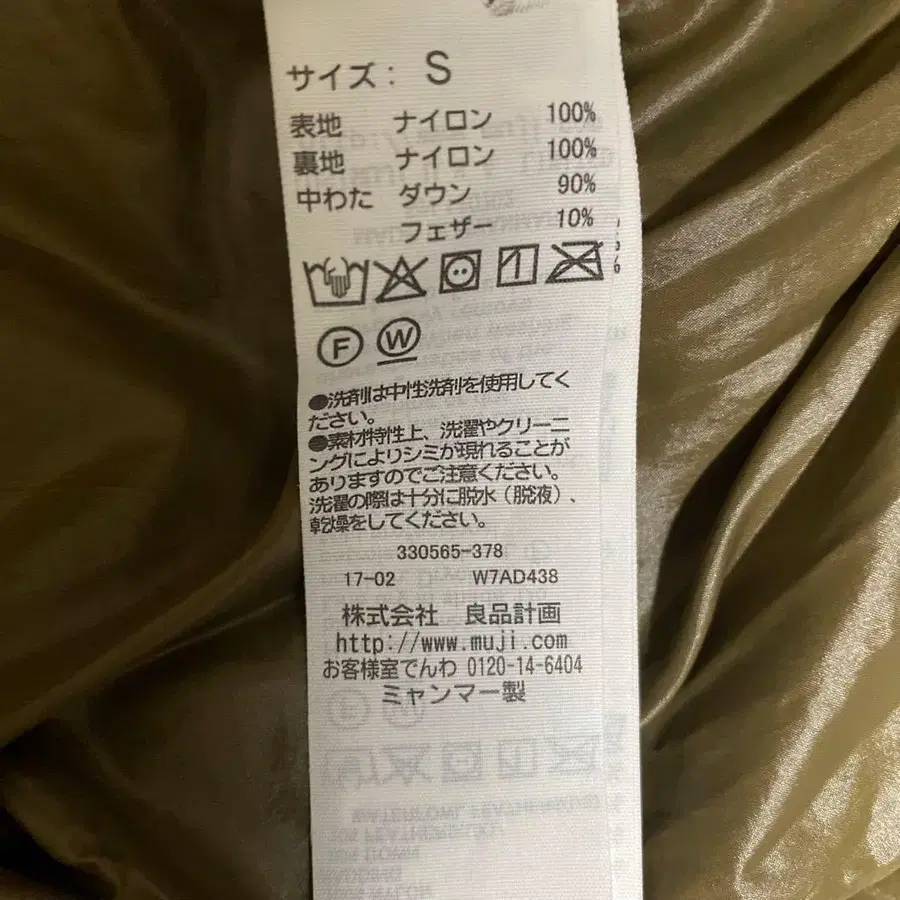 サイズ： S
表地 ナイロン 100%
裏地 ナイロン 100%
中わた ダウン 90%
フェザー 10%
F W
●洗剤は中性洗剤を使用してく
ださい。
●素材特性上、洗濯やクリーニ
ングによりシミが現れることが
ありますのでご注意ください。
洗濯の際は十分に脱水（脱液）、
乾燥をしてください。
330565-378
17-02 W7AD438
株式会社 良品計画
http://www.muji.com
お客様室でんわ 0120-14-6404
ミャンマー製